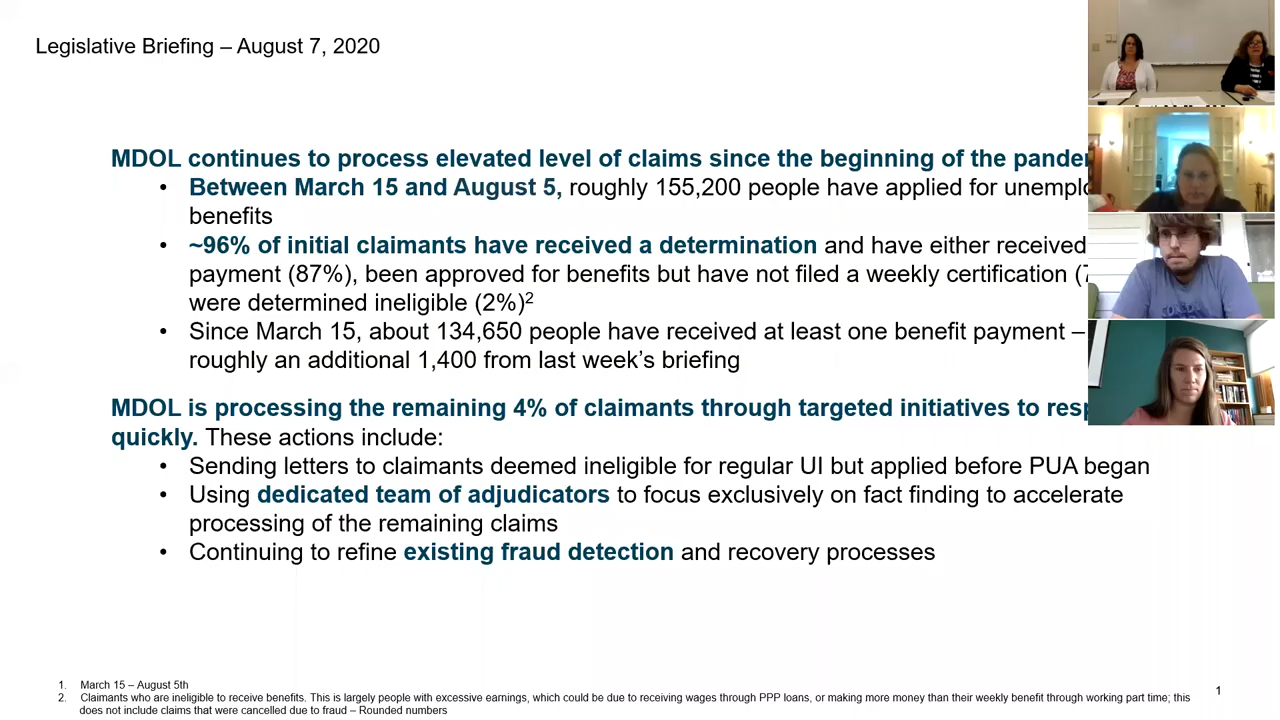 Legislative Briefing – August 7, 2020
MDOL continues to process elevated level of claims since the beginning of the
• Between March 15 and August 5, roughly 155,200 people have applied for
benefits
• ~96% of initial claimants have received a determination and have either received
payment (87%), been approved for benefits but have not filed a weekly certification
were determined ineligible (2%)2
• Since March 15, about 134,650 people have received at least one benefit payment –
roughly an additional 1,400 from last week's briefing
MDOL is processing the remaining 4% of claimants through targeted initiatives to
quickly. These actions include:
• Sending letters to claimants deemed ineligible for regular UI but applied before PUA began
• Using dedicated team of adjudicators to focus exclusively on fact finding to accelerate
processing of the remaining claims
• Continuing to refine existing fraud detection and recovery processes
1. March 15 – August 5th
2. Claimants who are ineligible to receive benefits. This is largely people with excessive earnings, which could be due to receiving wages through PPP loans, or making more money than their weekly benefit through working part time; this
does not include claims that were cancelled due to fraud – Rounded numbers
1